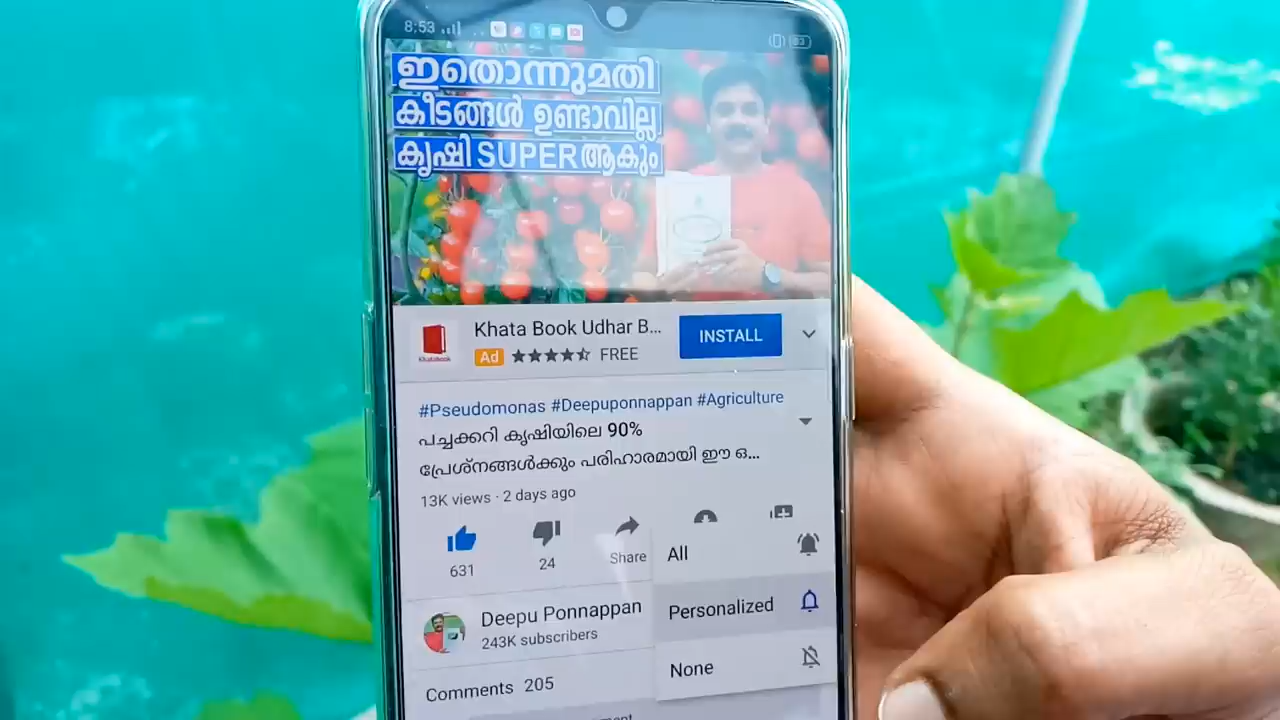 8:53
ഇതൊന്നുമതി
കീടങ്ങൾ ഉണ്ടാവില്ല
കൃഷി SUPER ആകും
Khata Book Udhar B...
INSTALL
KhataBook
Ad
FREE
#Pseudomonas #Deepuponnappan #Agriculture
പച്ചക്കറി കൃഷിയിലെ 90%
പ്രേശ്നങ്ങൾക്കും പരിഹാരമായി ഈ ഒ...
13K views · 2 days ago
631
24
Share
All
Personalized
None
Deepu Ponnappan
243K subscribers
Comments 205